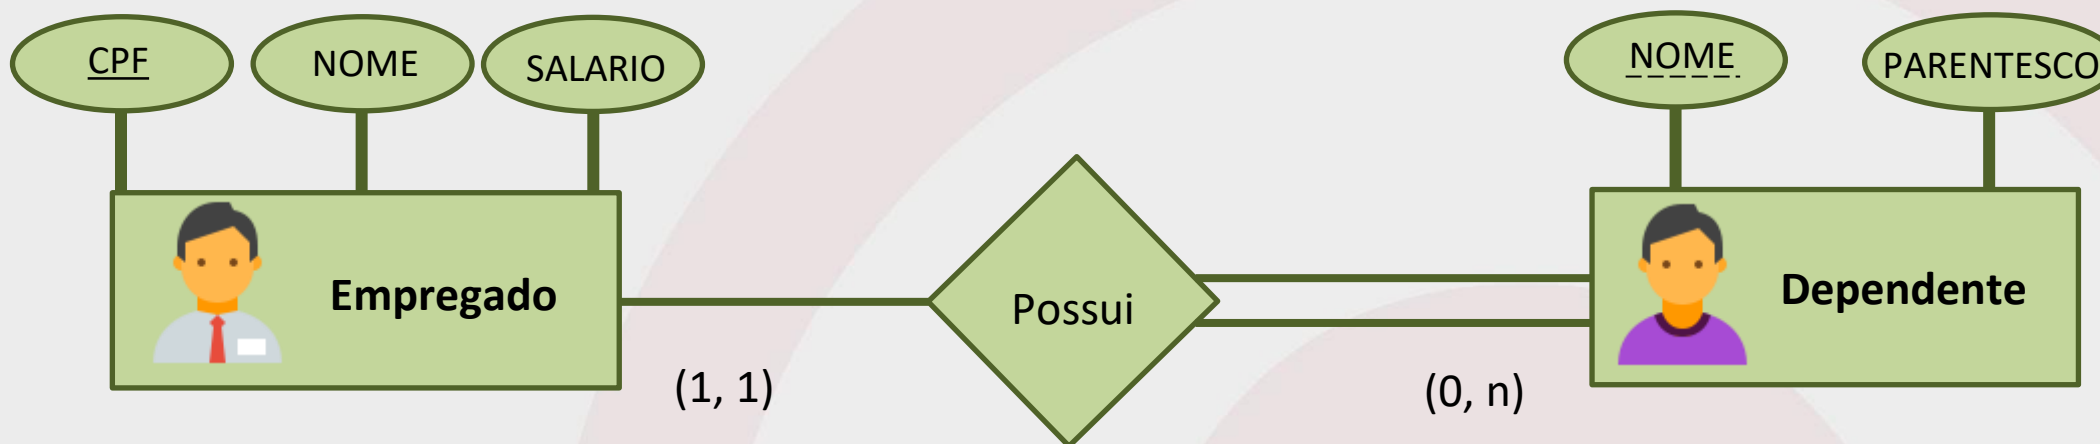 CPF
NOME
SALARIO
NOME
PARENTESCO
Empregado
Possui
Dependente
(1, 1)
(0, n)